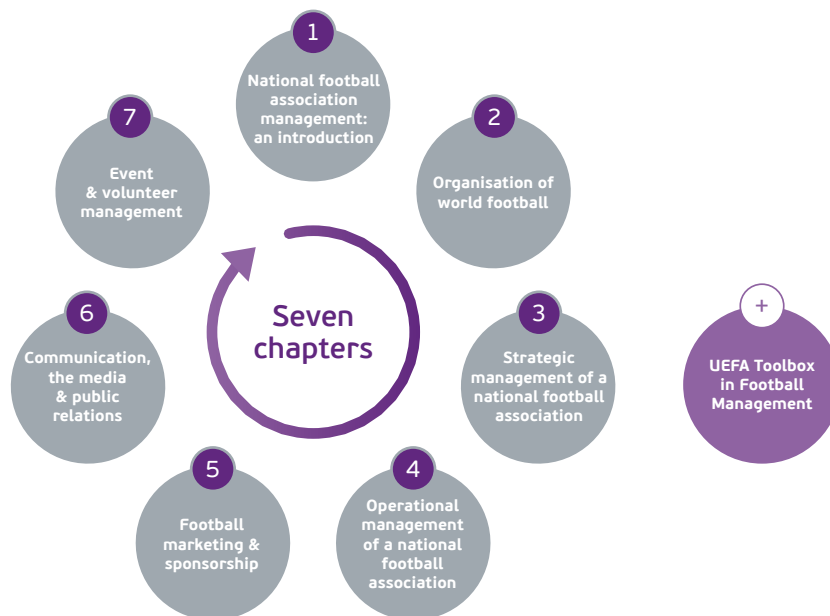 1
National football
association
management:
an introduction
2
Organisation of
world football
3
Strategic
management of a
national football
association
4
Operational
management
of a national
football
association
5
Football
marketing &
sponsorship
6
Communication,
the media
& public
relations
7
Event
& volunteer
management
Seven
chapters
+
UEFA Toolbox
in Football
Management